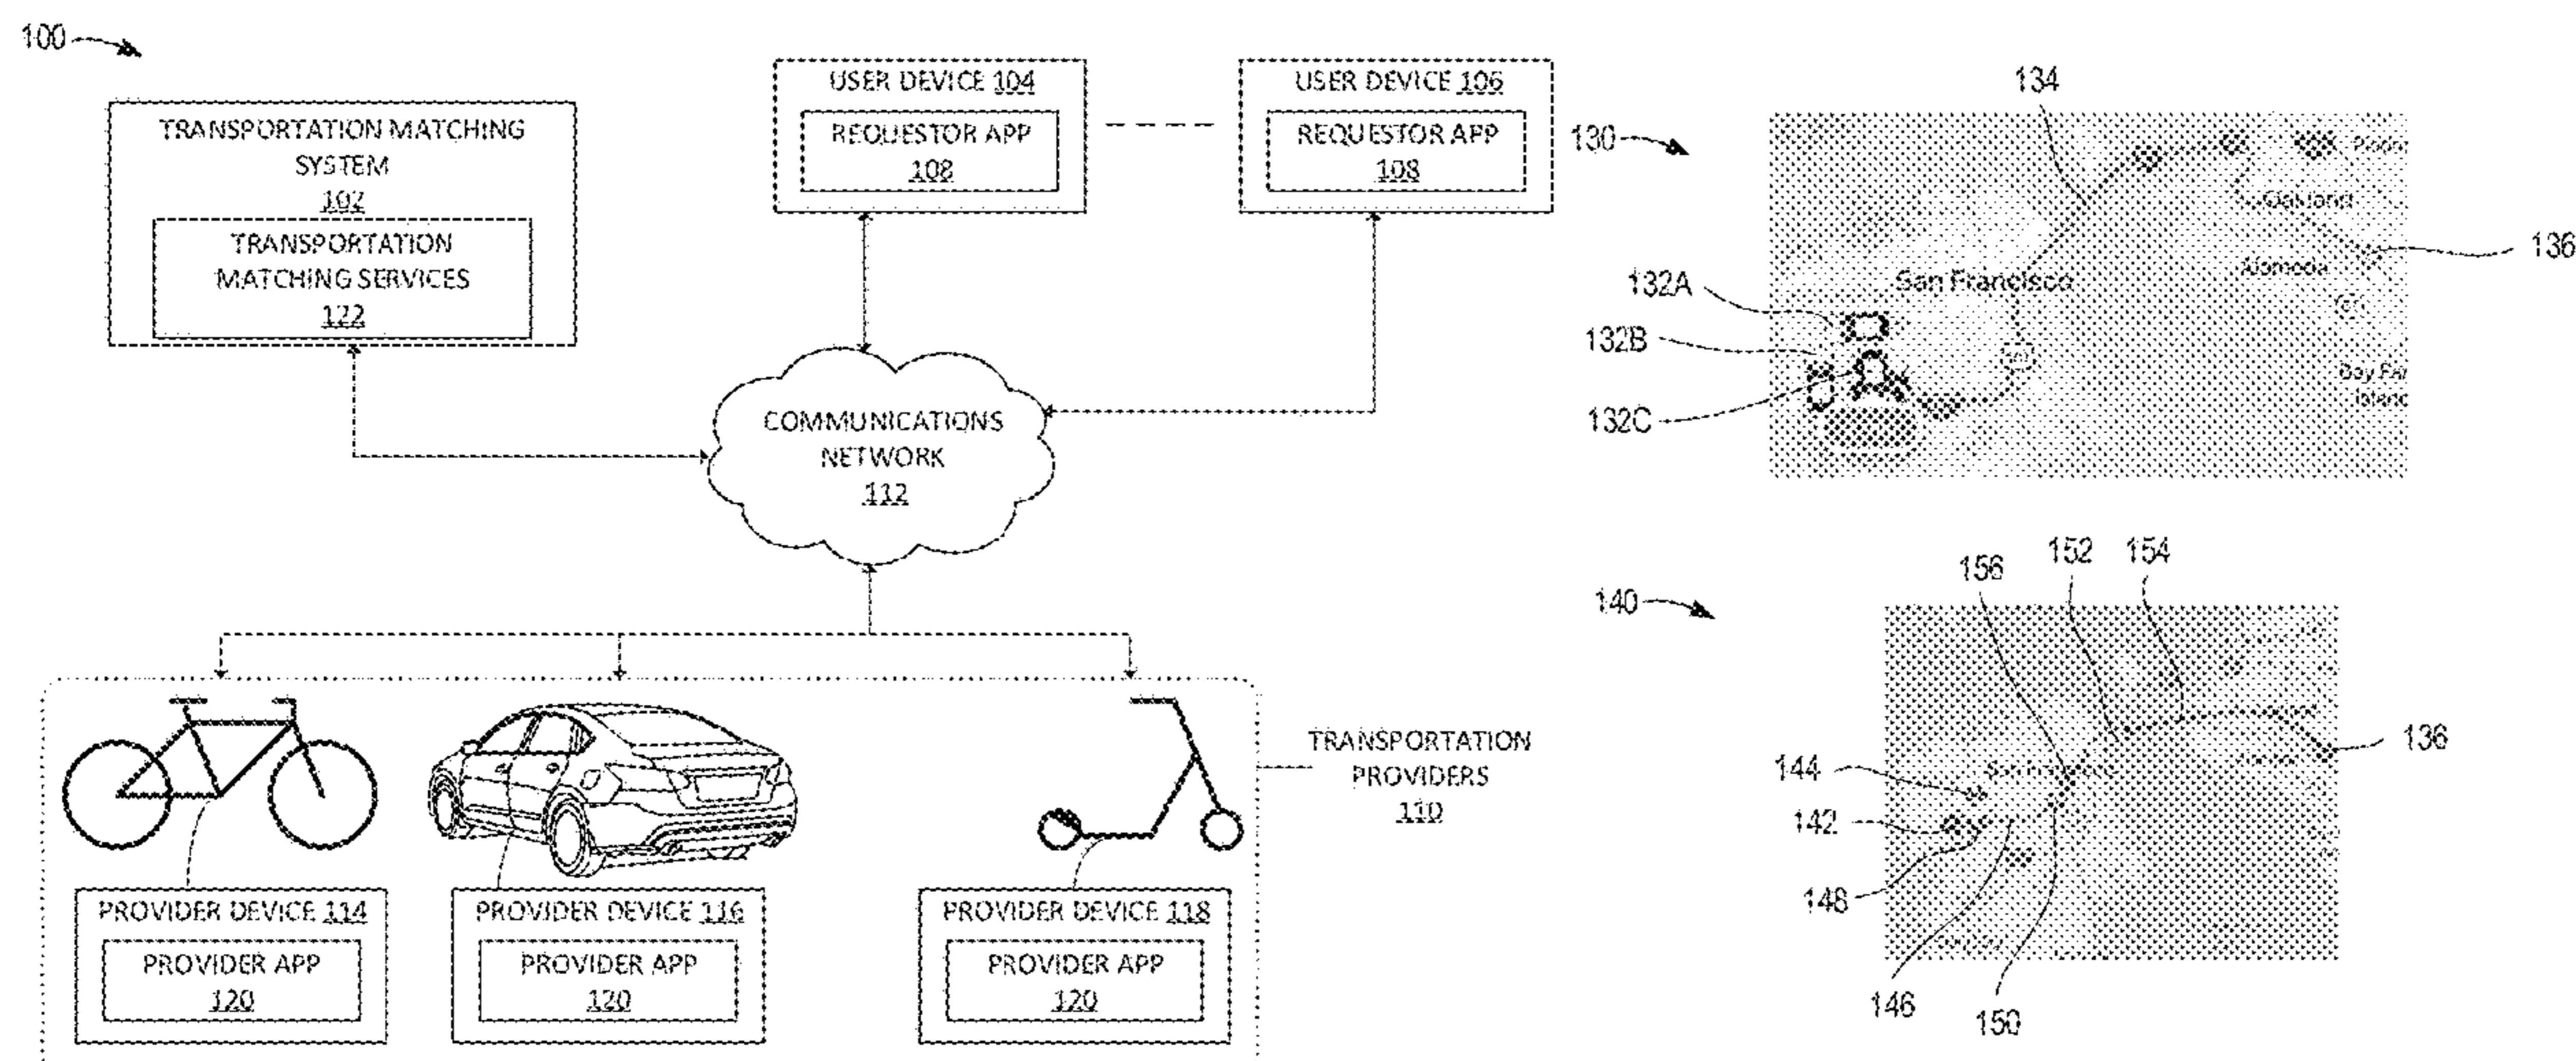 100
TRANSPORTATION MATCHING
SYSTEM
102
TRANSPORTATION
MATCHING SERVICES
122
USER DEVICE 104
REQUESTOR APP
108
USER DEVICE 106
REQUESTOR APP
108
COMMUNICATIONS
NETWORK
112
TRANSPORTATION
PROVIDERS
110
PROVIDER DEVICE 114
PROVIDER APP
120
PROVIDER DEVICE 116
PROVIDER APP
120
PROVIDER DEVICE 118
PROVIDER APP
120
130
134
Oakland
136
San Francisco
Alameda
132A
132B
132C
Bay
140
156
152
154
136
144
142
148
146
150